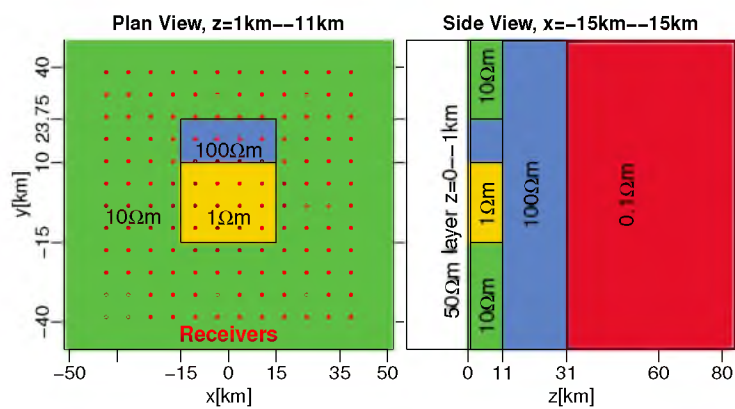 Plan View, z=1km--11km
40
23.75
10
-15
-40
y[km]
100Ωm
10Ωm
1Ωm
Receivers
-50
-15
0
15
35
50
x[km]
Side View, x=-15km--15km
50Ωm layer z=0--1km
10Ωm
1Ωm
10Ωm
100Ωm
0.1Ωm
0
11
31
60
80
z[km]